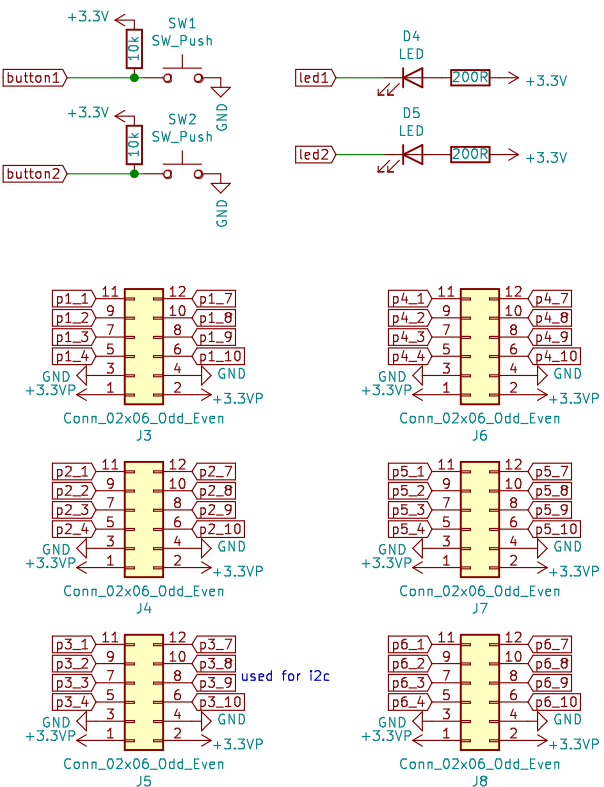 +3.3V
10k
SW1
SW_Push
button1
GND
D4
LED
led1
200R
+3.3V
+3.3V
10k
SW2
SW_Push
button2
GND
D5
LED
led2
200R
+3.3V
p1_1 11 12 p1_7
p1_2 9 10 p1_8
p1_3 7 8 p1_9
p1_4 5 6 p1_10
GND 3 4 GND
+3.3VP 1 2 +3.3VP
Conn_02x06_Odd_Even
J3
p4_1 11 12 p4_7
p4_2 9 10 p4_8
p4_3 7 8 p4_9
p4_4 5 6 p4_10
GND 3 4 GND
+3.3VP 1 2 +3.3VP
Conn_02x06_Odd_Even
J6
p2_1 11 12 p2_7
p2_2 9 10 p2_8
p2_3 7 8 p2_9
p2_4 5 6 p2_10
GND 3 4 GND
+3.3VP 1 2 +3.3VP
Conn_02x06_Odd_Even
J4
p5_1 11 12 p5_7
p5_2 9 10 p5_8
p5_3 7 8 p5_9
p5_4 5 6 p5_10
GND 3 4 GND
+3.3VP 1 2 +3.3VP
Conn_02x06_Odd_Even
J7
p3_1 11 12 p3_7
p3_2 9 10 p3_8
used for i2c
p3_3 7 8 p3_9
p3_4 5 6 p3_10
GND 3 4 GND
+3.3VP 1 2 +3.3VP
Conn_02x06_Odd_Even
J5
p6_1 11 12 p6_7
p6_2 9 10 p6_8
p6_3 7 8 p6_9
p6_4 5 6 p6_10
GND 3 4 GND
+3.3VP 1 2 +3.3VP
Conn_02x06_Odd_Even
J8